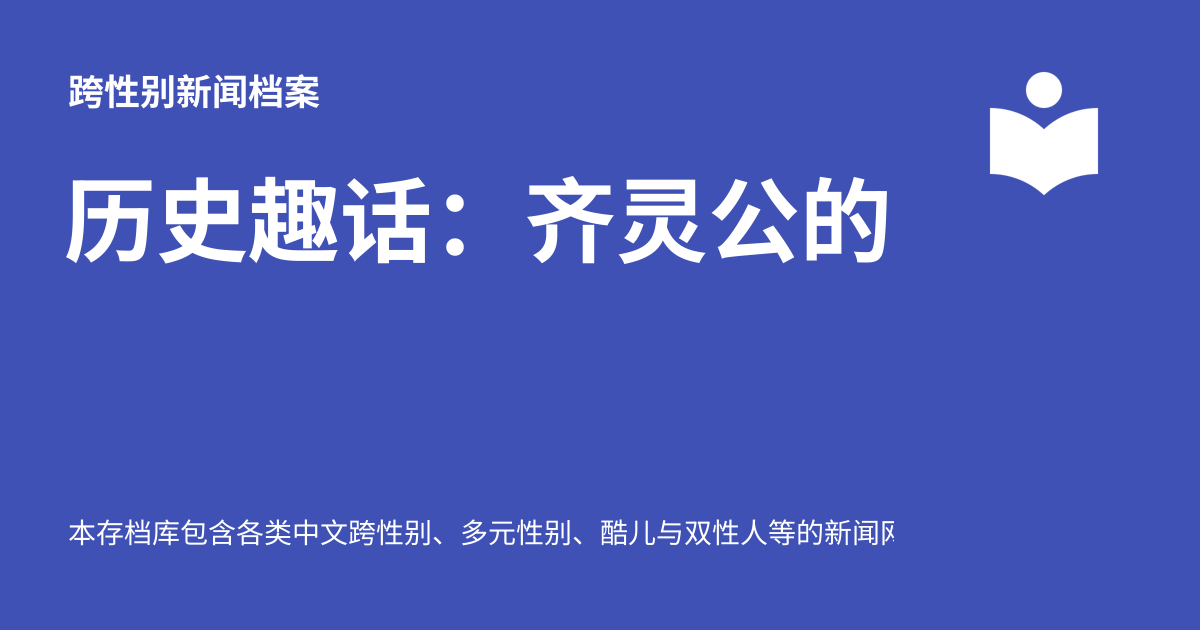 跨性别新闻档案
历史趣话：齐灵公的
本存档库包含各类中文跨性别、多元性别、酷儿与双性人等的新闻